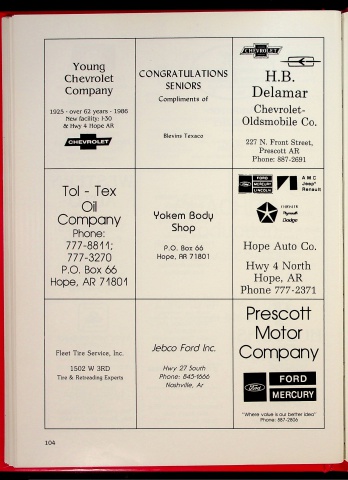 Young
Chevrolet
Company
1925 - over 62 years - 1986
New facility: I-30
& Hwy 4 Hope AR
CHEVROLET
CONGRATULATIONS
SENIORS
Compliments of
Blevins Texaco
CHEVROLET
H.B.
Delamar
Chevrolet-
Oldsmobile Co.
227 N. Front Street,
Prescott AR
Phone: 887-2691
Tol - Tex
Oil
Company
Phone:
777-8811;
777-3270
P.O. Box 66
Hope, AR 71801
Yokem Body
Shop
P.O. Box 66
Hope, AR 71801
FORD
MERCURY
LINCOLN
AMC
Jeep
Renault
CHRYSLER
Plymouth
Dodge
Hope Auto Co.
Hwy 4 North
Hope, AR
Phone 777-2371
Fleet Tire Service, Inc.
1502 W 3RD
Tire & Retreading Experts
Jebco Ford Inc.
Hwy 27 South
Phone: 845-1666
Nashville, Ar
Prescott
Motor
Company
Ford
FORD
MERCURY
"Where value is our better idea"
Phone: 887-2806
104